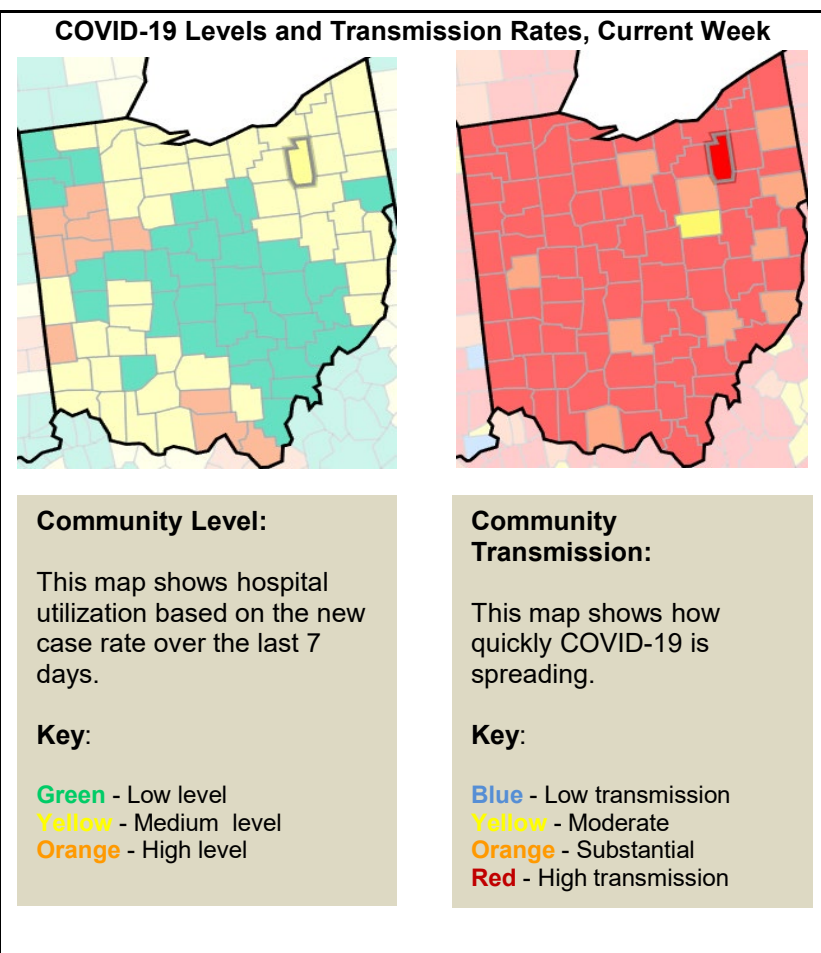 COVID-19 Levels and Transmission Rates, Current Week
Community Level:
This map shows hospital
utilization based on the new
case rate over the last 7
days.
Key:
Green - Low level
Yellow - Medium  level
Orange - High level
Community
Transmission:
This map shows how
quickly COVID-19 is
spreading.
Key:
Blue - Low transmission
Yellow - Moderate
Orange - Substantial
Red - High transmission